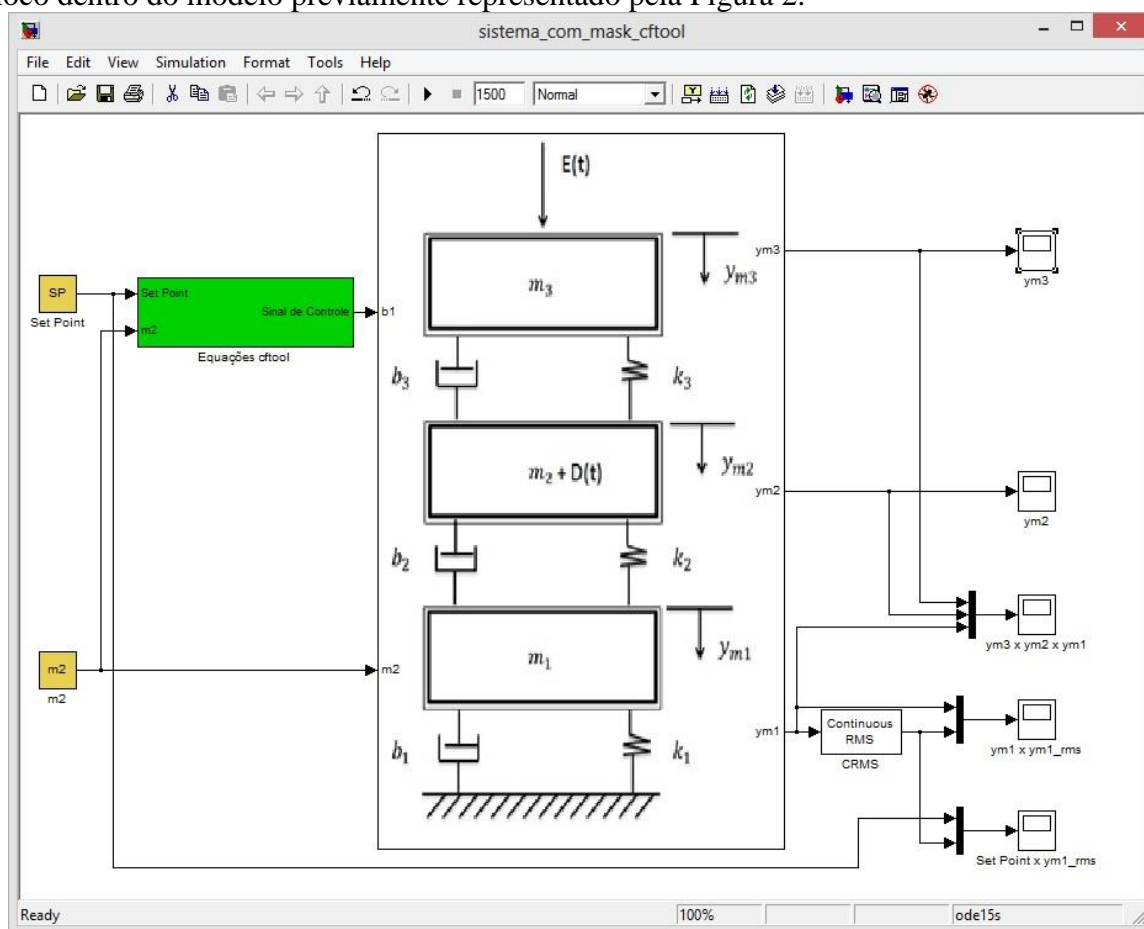 loco dentro do modelo previamente representado pela Figura 2.
sistema_com_mask_cftool
File Edit View Simulation Format Tools Help
1500 Normal
E(t)
m₃
yₘ₃
ym3
ym3
SP
Set Point
Set Point
m2
Sinal de Controle
b1
Equações cftool
b₃
k₃
m₂ + D(t)
yₘ₂
ym2
ym2
b₂
k₂
ym3 x ym2 x ym1
m₁
yₘ₁
m2
m2
m2
ym1
Continuous
RMS
CRMS
ym1 x ym1_rms
b₁
k₁
Set Point x ym1_rms
Ready 100% ode15s